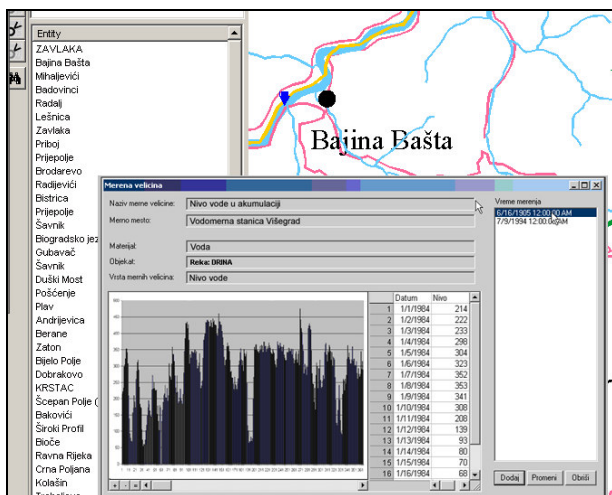 Entity
ZAVLAKA
Bajina Bašta
Mihaljevići
Badovinci
Radalj
Lešnica
Zavlaka
Priboj
Prijepolje
Brodarevo
Radijevići
Bistrica
Prijepolje
Šavnik
Biogradsko jez
Gubavač
Šavnik
Duški Most
Pošćenje
Plav
Andrijevica
Berane
Zaton
Bijelo Polje
Dobrakovo
KRSTAC
Šcepan Polje (
Bakovići
Široki Profil
Bioče
Ravna Rijeka
Crna Poljana
Kolašin
Bajina Bašta
Merena velicina
Naziv merne velicine: Nivo vode u akumulaciji
Merno mesto: Vodomerna stanica Višegrad
Materijal: Voda
Objekat: Reka: DRINA
Vrsta mernih velicina: Nivo vode
Vreme merenja
6/16/1905 12:00:00 AM
7/9/1994 12:00:00 AM
Datum Nivo
1 1/1/1984 214
2 1/2/1984 222
3 1/3/1984 233
4 1/4/1984 298
5 1/5/1984 304
6 1/6/1984 323
7 1/7/1984 352
8 1/8/1984 353
9 1/9/1984 341
10 1/10/1984 308
11 1/11/1984 208
12 1/12/1984 139
13 1/13/1984 93
14 1/14/1984 80
15 1/15/1984 70
16 1/16/1984 68
Dodaj Promeni Obriši